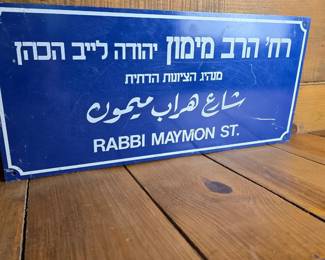 רח' הרב מימון יהודה לייב הכהן
מנהיג הציונות הדתית
شارع هراب ميمون
RABBI MAYMON ST.